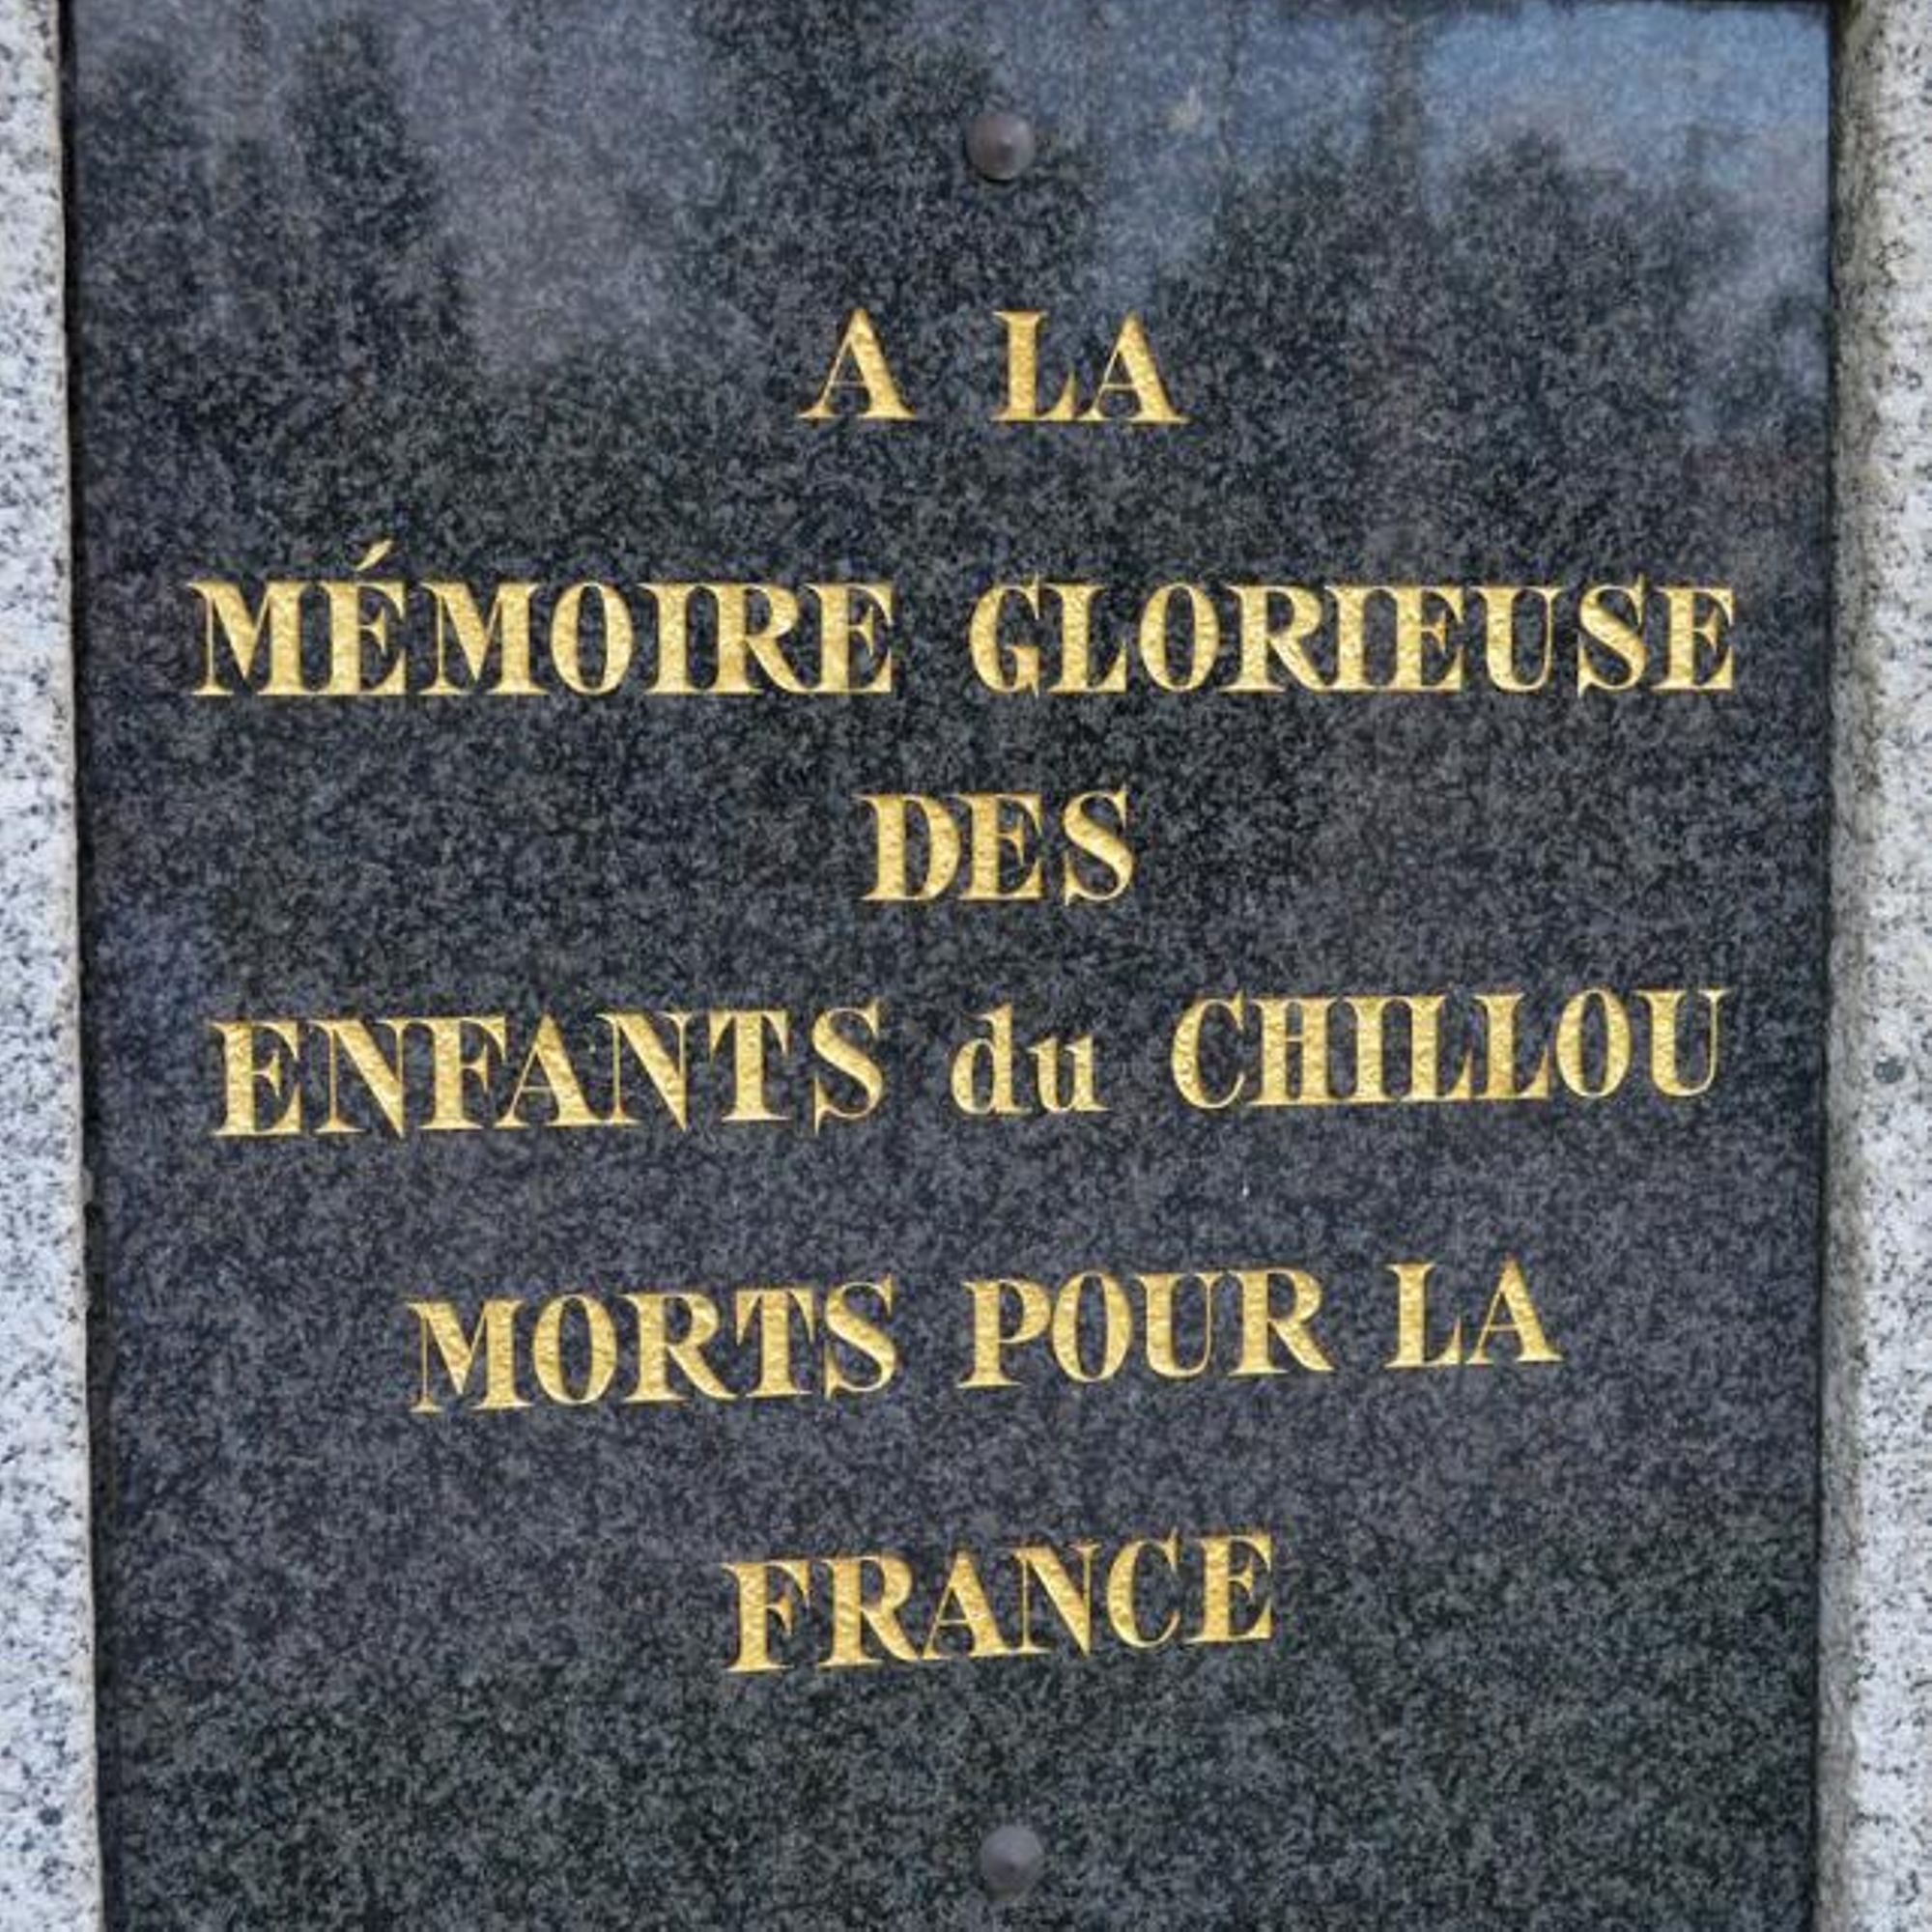 A LA
MÉMOIRE GLORIEUSE
DES
ENFANTS du CHILLOU
MORTS POUR LA
FRANCE